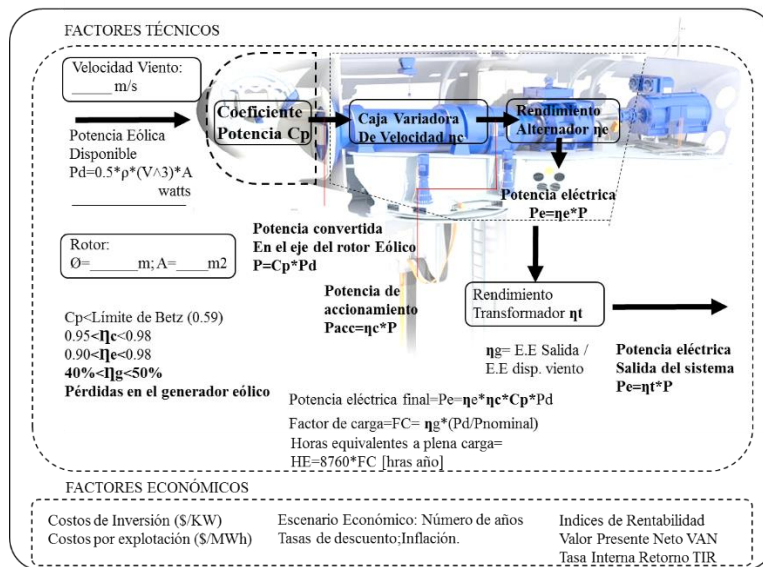 FACTORES TÉCNICOS
Velocidad Viento:
_____ m/s
Potencia Eólica
Disponible
Pd=0.5*ρ*(V^3)*A
watts
Coeficiente
Potencia Cp
Caja Variadora
De Velocidad ηc
Rendimiento
Alternador ηe
Potencia eléctrica
Pe=ηe*P
Rotor:
Ø=______m; A=____m2
Potencia convertida
En el eje del rotor Eólico
P=Cp*Pd
Potencia de
accionamiento
Pacc=ηc*P
Rendimiento
Transformador ηt
Cp<Límite de Betz (0.59)
0.95<Ƞc<0.98
0.90<Ƞe<0.98
40%<Ƞg<50%
Pérdidas en el generador eólico
ηg= E.E Salida /
E.E disp. viento
Potencia eléctrica
Salida del sistema
Pe=ηt*P
Potencia eléctrica final=Pe=ηe*ηc*Cp*Pd
Factor de carga=FC= ηg*(Pd/Pnominal)
Horas equivalentes a plena carga=
HE=8760*FC [hras año]
FACTORES ECONÓMICOS
Costos de Inversión ($/KW)
Costos por explotación ($/MWh)
Escenario Económico: Número de años
Tasas de descuento;Inflación.
Indices de Rentabilidad
Valor Presente Neto VAN
Tasa Interna Retorno TIR